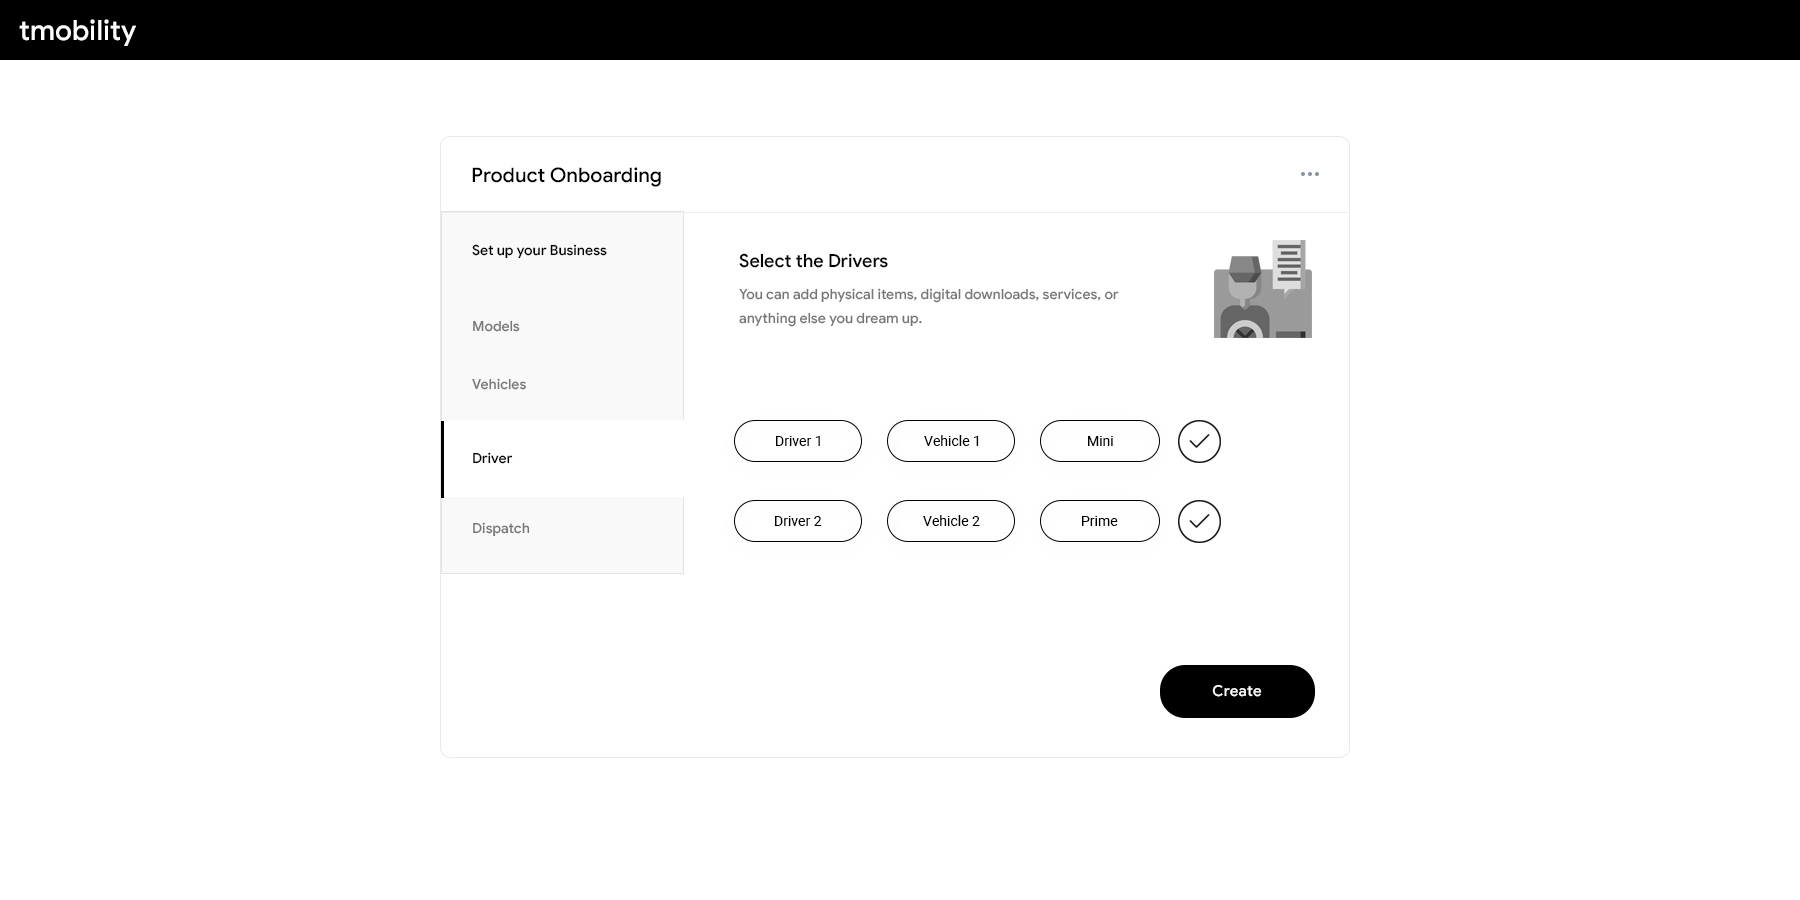 tmobility
Product Onboarding
Set up your Business
Models
Vehicles
Driver
Dispatch
Select the Drivers
You can add physical items, digital downloads, services, or
anything else you dream up.
Driver 1 Vehicle 1 Mini
Driver 2 Vehicle 2 Prime
Create